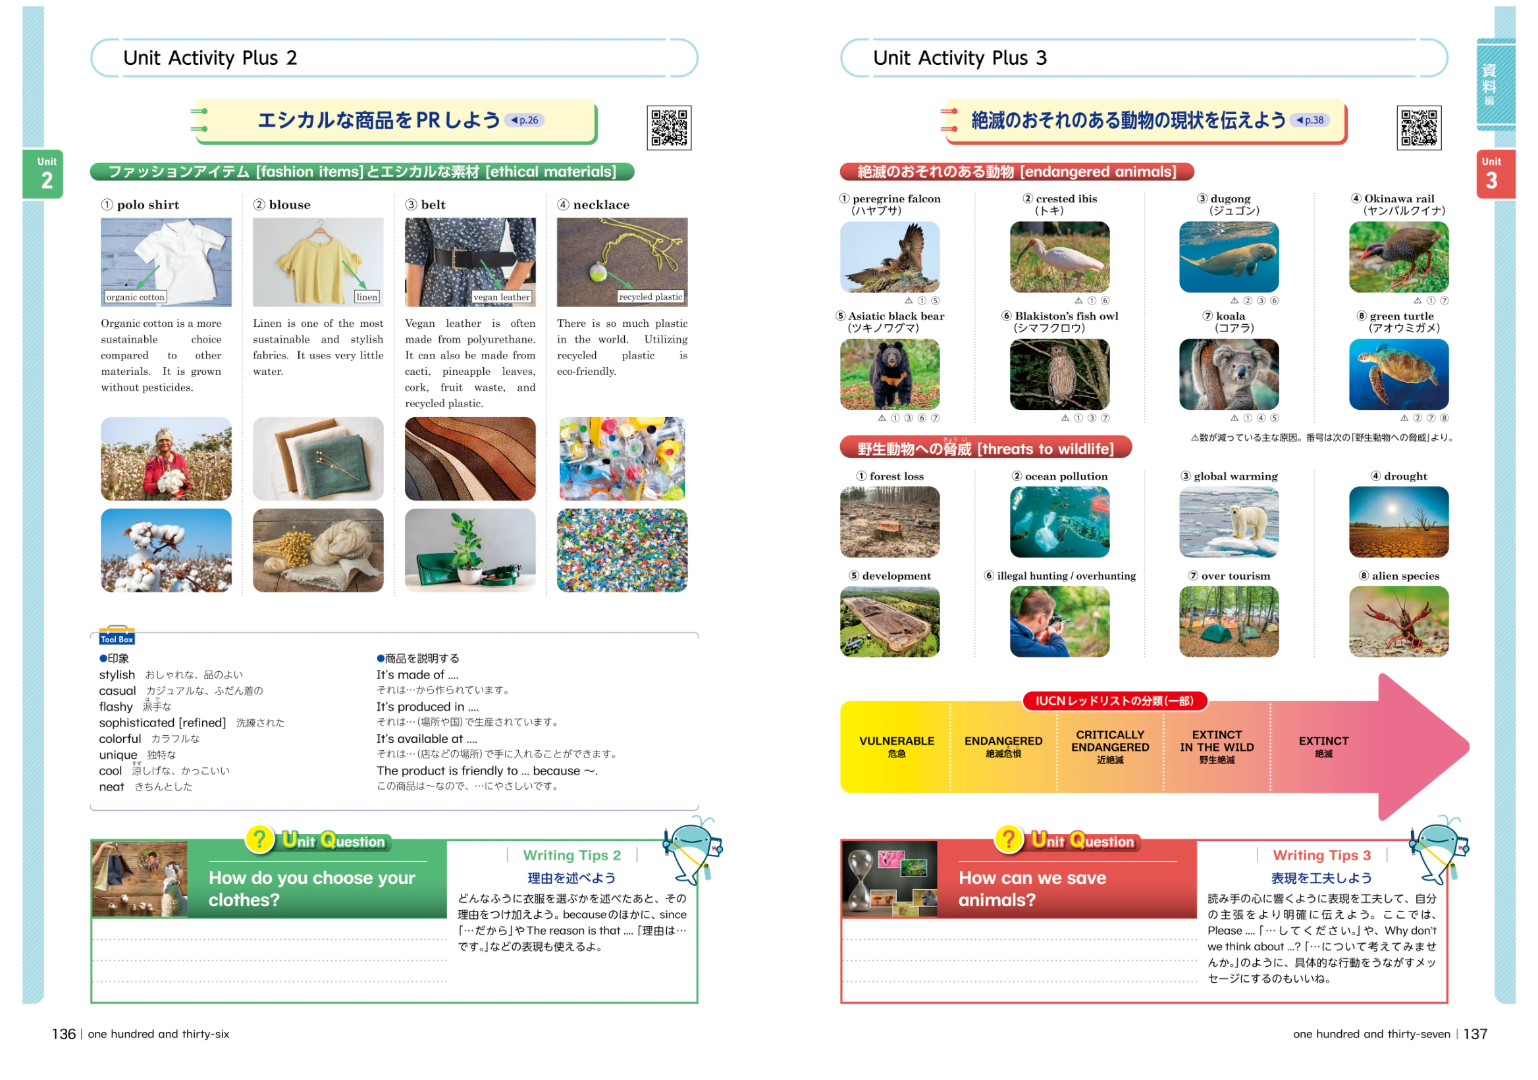 Unit Activity Plus 2
エシカルな商品をPRしよう ◀p.26
Unit
2
ファッションアイテム [fashion items]とエシカルな素材 [ethical materials]
① polo shirt
organic cotton
Organic cotton is a more
sustainable choice
compared to other
materials. It is grown
without pesticides.
② blouse
linen
Linen is one of the most
sustainable and stylish
fabrics. It uses very little
water.
③ belt
vegan leather
Vegan leather is often
made from polyurethane.
It can also be made from
cacti, pineapple leaves,
cork, fruit waste, and
recycled plastic.
④ necklace
recycled plastic
There is so much plastic
in the world. Utilizing
recycled plastic is
eco-friendly.
Tool Box
●印象
stylish おしゃれな、品のよい
casual カジュアルな、ふだん着の
flashy 派手な
sophisticated [refined] 洗練された
colorful カラフルな
unique 独特な
cool 涼しげな、かっこいい
neat きちんとした
●商品を説明する
It's made of ....
それは…から作られています。
It's produced in ....
それは…(場所や国)で生産されています。
It's available at ....
それは…(店などの場所)で手に入れることができます。
The product is friendly to ... because ～.
この商品は～なので、…にやさしいです。
? Unit Question
How do you choose your
clothes?
Writing Tips 2
理由を述べよう
どんなふうに衣服を選ぶかを述べたあと、その
理由をつけ加えよう。becauseのほかに、since
「…だから」やThe reason is that ....「理由は…
です。」などの表現も使えるよ。
136 | one hundred and thirty-six
Unit Activity Plus 3
資料編
絶滅のおそれのある動物の現状を伝えよう ◀p.38
Unit
3
絶滅のおそれのある動物 [endangered animals]
① peregrine falcon
(ハヤブサ)
⚠ ① ⑤
② crested ibis
(トキ)
⚠ ① ⑥
③ dugong
(ジュゴン)
⚠ ② ③ ⑥
④ Okinawa rail
(ヤンバルクイナ)
⚠ ① ⑦
⑤ Asiatic black bear
(ツキノワグマ)
⚠ ① ③ ⑥ ⑦
⑥ Blakiston's fish owl
(シマフクロウ)
⚠ ① ③ ⑦
⑦ koala
(コアラ)
⚠ ① ④ ⑤
⑧ green turtle
(アオウミガメ)
⚠ ② ⑦ ⑧
⚠数が減っている主な原因。番号は次の「野生動物への脅威」より。
野生動物への脅威 [threats to wildlife]
① forest loss
② ocean pollution
③ global warming
④ drought
⑤ development
⑥ illegal hunting / overhunting
⑦ over tourism
⑧ alien species
IUCNレッドリストの分類(一部)
VULNERABLE
危急
ENDANGERED
絶滅危惧
CRITICALLY
ENDANGERED
近絶滅
EXTINCT
IN THE WILD
野生絶滅
EXTINCT
絶滅
? Unit Question
How can we save
animals?
Writing Tips 3
表現を工夫しよう
読み手の心に響くように表現を工夫して、自分
の主張をより明確に伝えよう。ここでは、
Please ....「…してください。」や、Why don't
we think about ...?「…について考えてみませ
んか。」のように、具体的な行動をうながすメッ
セージにするのもいいね。
one hundred and thirty-seven | 137